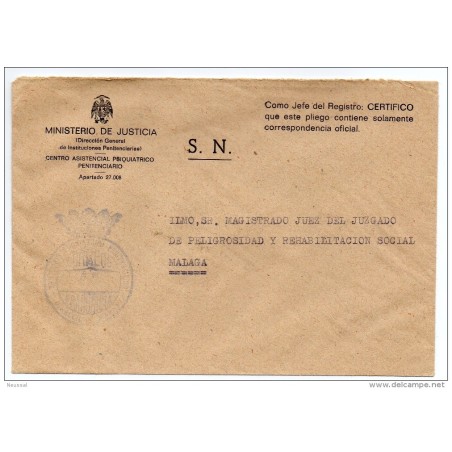 MINISTERIO DE JUSTICIA
(Dirección General
de Instituciones Penitenciarias)
CENTRO ASISTENCIAL PSIQUIATRICO
PENITENCIARIO
Apartado 27.008
S. N.
Como Jefe del Registro: CERTIFICO
que este pliego contiene solamente
correspondencia oficial.
ILMO, SR. MAGISTRADO JUEZ DEL JUZGADO
DE PELIGROSIDAD Y REHABILITACION SOCIAL
MALAGA
Neuneal
www.delcampe.net